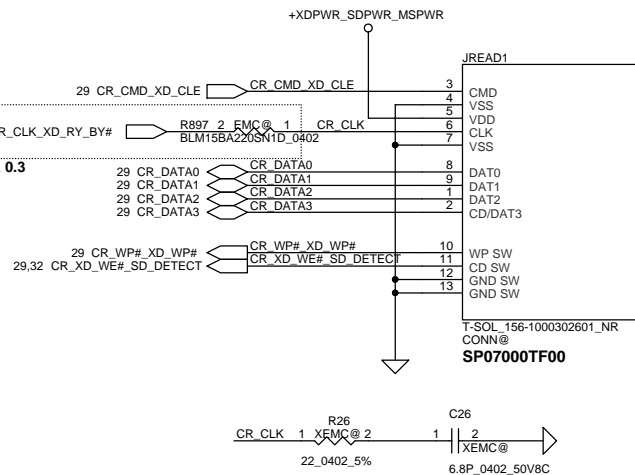 +XDPWR_SDPWR_MSPWR
JREAD1
29 CR_CMD_XD_CLE CR_CMD_XD_CLE 3 CMD
4 VSS
5 VDD
R_CLK_XD_RY_BY# R897 2 EMC@ 1 CR_CLK 6 CLK
BLM15BA220SN1D_0402
7 VSS
0.3
29 CR_DATA0 CR_DATA0 8 DAT0
29 CR_DATA1 CR_DATA1 9 DAT1
29 CR_DATA2 CR_DATA2 1 DAT2
29 CR_DATA3 CR_DATA3 2 CD/DAT3
29 CR_WP#_XD_WP# CR_WP#_XD_WP# 10 WP SW
29,32 CR_XD_WE#_SD_DETECT CR_XD_WE#_SD_DETECT 11 CD SW
12 GND SW
13 GND SW
T-SOL_156-1000302601_NR
CONN@
SP07000TF00
R26 C26
CR_CLK 1 XEMC@ 2 1 2
XEMC@
22_0402_5% 6.8P_0402_50V8C